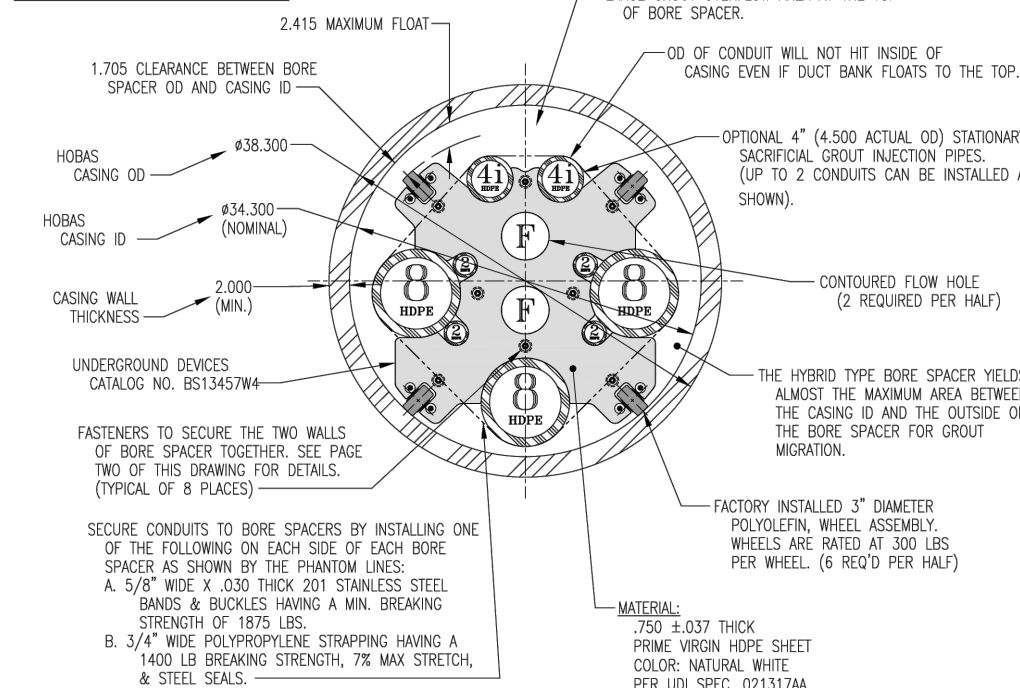 OF BORE SPACER.
2.415 MAXIMUM FLOAT
OD OF CONDUIT WILL NOT HIT INSIDE OF
CASING EVEN IF DUCT BANK FLOATS TO THE TOP.
1.705 CLEARANCE BETWEEN BORE
SPACER OD AND CASING ID
OPTIONAL 4" (4.500 ACTUAL OD) STATIONARY
SACRIFICIAL GROUT INJECTION PIPES.
(UP TO 2 CONDUITS CAN BE INSTALLED A
SHOWN).
HOBAS
CASING OD
ø38.300
HOBAS
CASING ID
ø34.300
(NOMINAL)
CASING WALL
THICKNESS
2.000
(MIN.)
4i
HDPE
4i
HDPE
F
2
2
8
HDPE
8
HDPE
F
2
2
8
HDPE
CONTOURED FLOW HOLE
(2 REQUIRED PER HALF)
UNDERGROUND DEVICES
CATALOG NO. BS13457W4
THE HYBRID TYPE BORE SPACER YIELDS
ALMOST THE MAXIMUM AREA BETWEEN
THE CASING ID AND THE OUTSIDE OF
THE BORE SPACER FOR GROUT
MIGRATION.
FASTENERS TO SECURE THE TWO WALLS
OF BORE SPACER TOGETHER. SEE PAGE
TWO OF THIS DRAWING FOR DETAILS.
(TYPICAL OF 8 PLACES)
FACTORY INSTALLED 3" DIAMETER
POLYOLEFIN, WHEEL ASSEMBLY.
WHEELS ARE RATED AT 300 LBS
PER WHEEL. (6 REQ'D PER HALF)
SECURE CONDUITS TO BORE SPACERS BY INSTALLING ONE
OF THE FOLLOWING ON EACH SIDE OF EACH BORE
SPACER AS SHOWN BY THE PHANTOM LINES:
A. 5/8" WIDE X .030 THICK 201 STAINLESS STEEL
BANDS & BUCKLES HAVING A MIN. BREAKING
STRENGTH OF 1875 LBS.
B. 3/4" WIDE POLYPROPYLENE STRAPPING HAVING A
1400 LB BREAKING STRENGTH, 7% MAX STRETCH,
& STEEL SEALS.
MATERIAL:
.750 ±.037 THICK
PRIME VIRGIN HDPE SHEET
COLOR: NATURAL WHITE
PER UDI SPEC. 021317AA